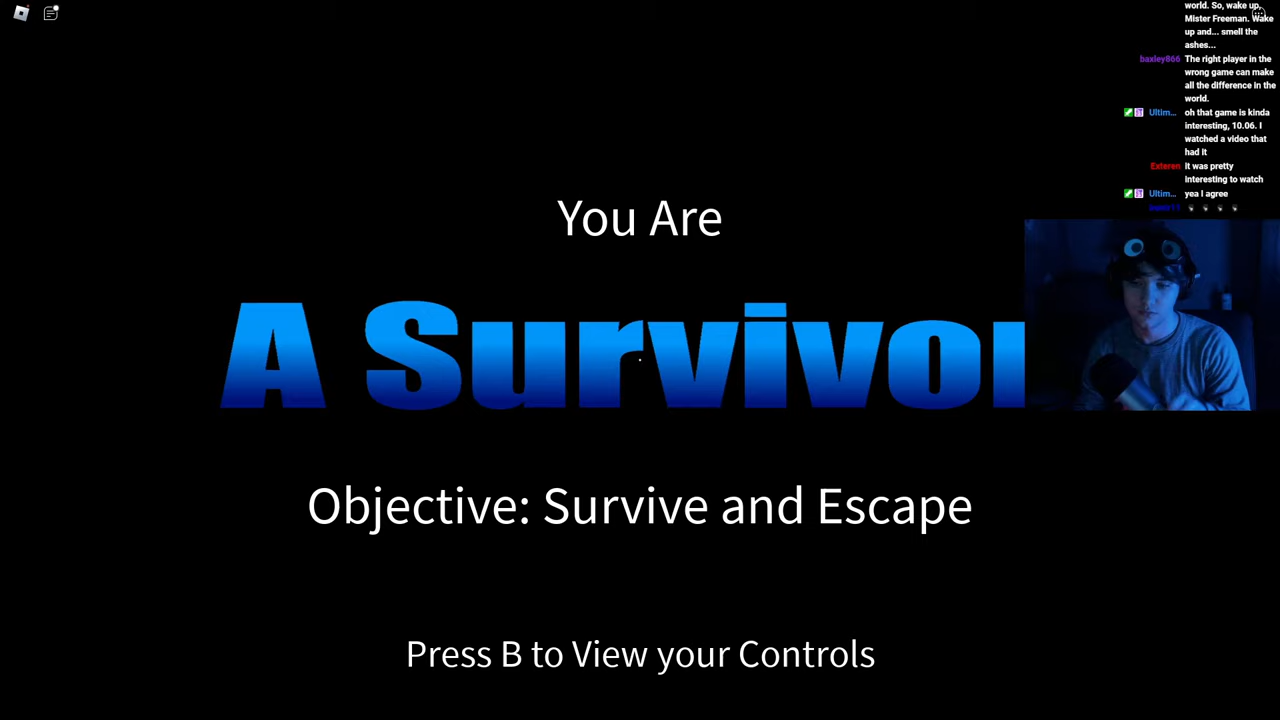 world. So, wake up,
Mister Freeman. Wake
up and... smell the
ashes...
baxley866 The right player in the
wrong game can make
all the difference in the
world.
Ultim... oh that game is kinda
interesting, 10.06. I
watched a video that
had it
Exteren it was pretty
interesting to watch
Ultim... yea I agree
You Are
A Survivor
Objective: Survive and Escape
Press B to View your Controls